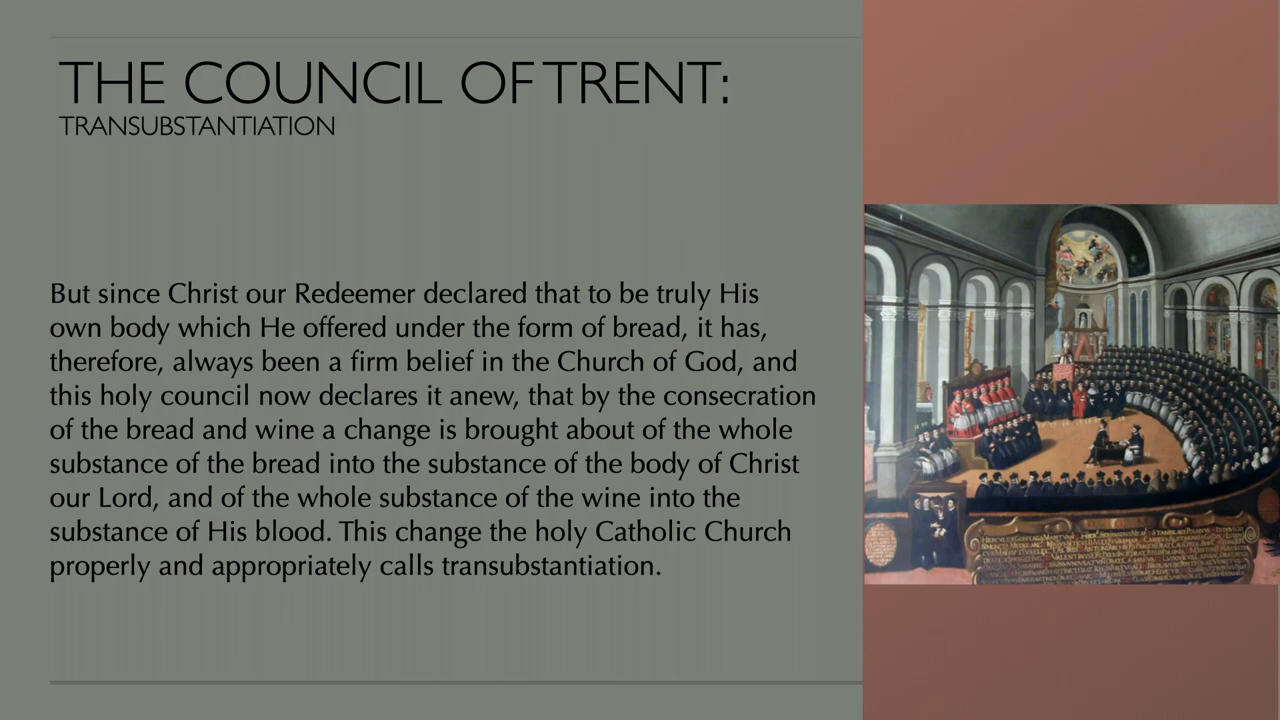 THE COUNCIL OF TRENT:
TRANSUBSTANTIATION
But since Christ our Redeemer declared that to be truly His
own body which He offered under the form of bread, it has,
therefore, always been a firm belief in the Church of God, and
this holy council now declares it anew, that by the consecration
of the bread and wine a change is brought about of the whole
substance of the bread into the substance of the body of Christ
our Lord, and of the whole substance of the wine into the
substance of His blood. This change the holy Catholic Church
properly and appropriately calls transubstantiation.